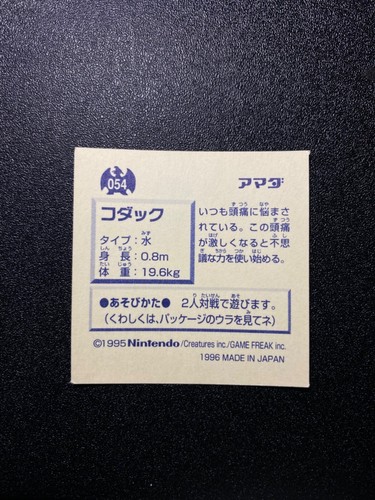 054
アマダ
コダック
タイプ:水
身長:0.8m
体重:19.6kg
いつも頭痛に悩まさ
れている。この頭痛
が激しくなると不思
議な力を使い始める。
●あそびかた● 2人対戦で遊びます。
(くわしくは、パッケージのウラを見てネ)
©1995 Nintendo/Creatures inc./GAME FREAK inc.
1996 MADE IN JAPAN